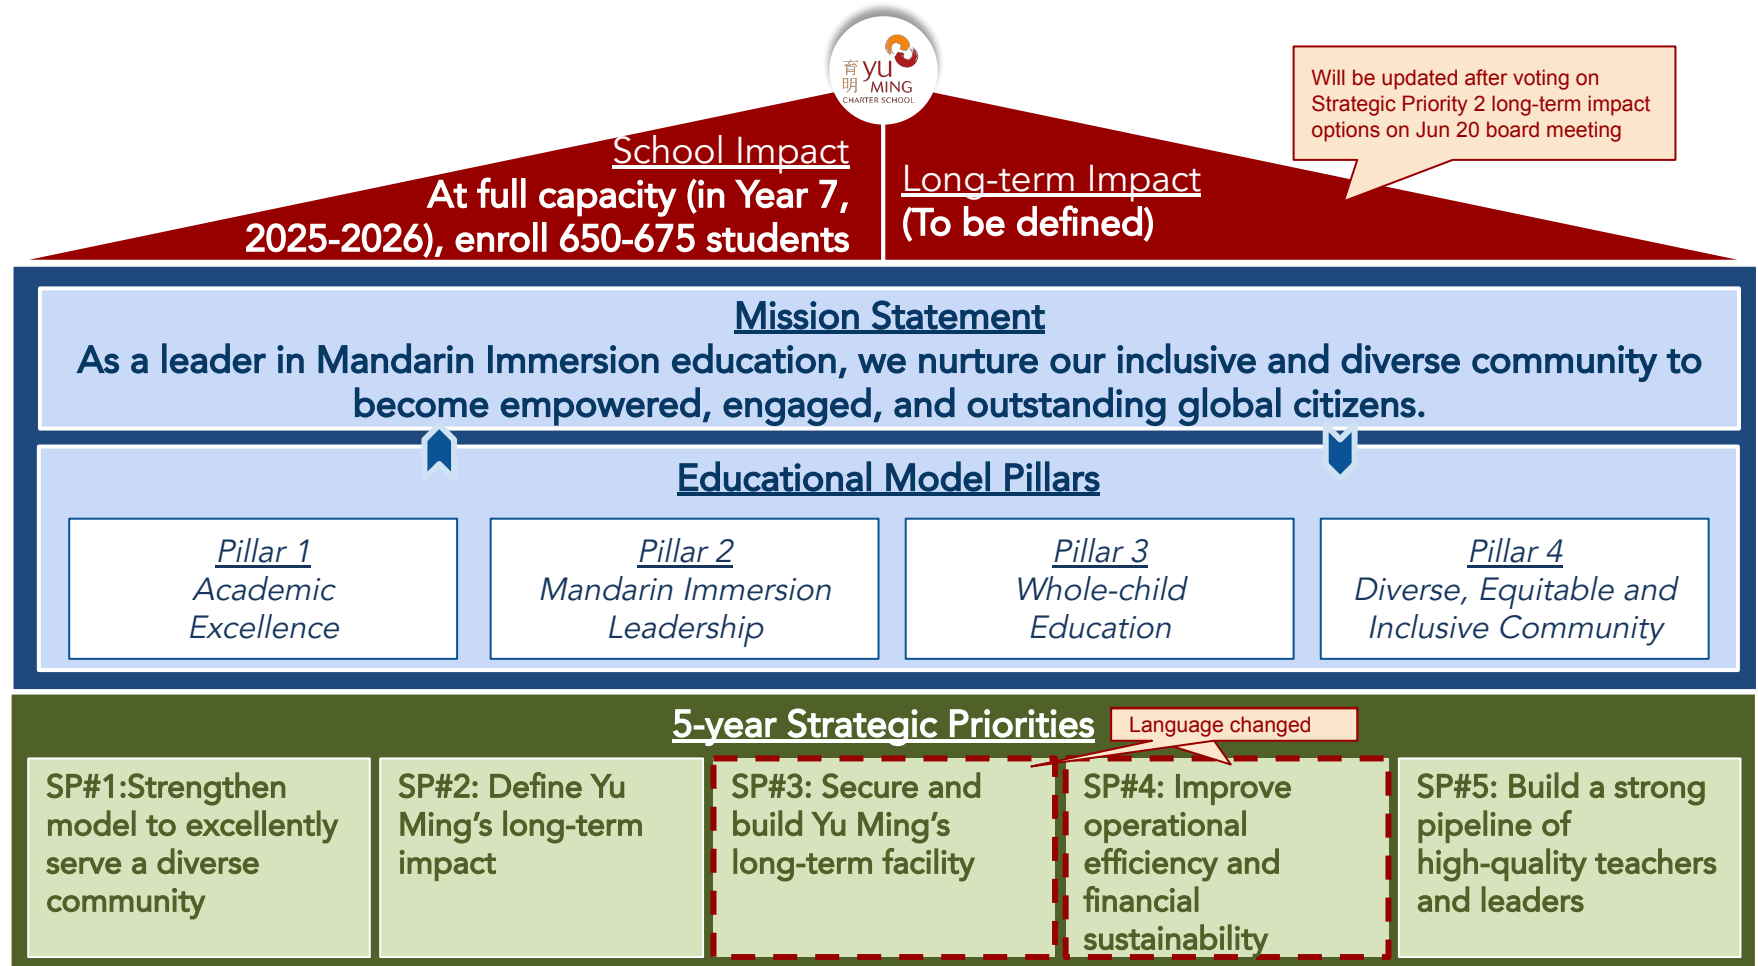 育 yu
明 MING
CHARTER SCHOOL
Will be updated after voting on
Strategic Priority 2 long-term impact
options on Jun 20 board meeting
School Impact
At full capacity (in Year 7,
2025-2026), enroll 650-675 students
Long-term Impact
(To be defined)
Mission Statement
As a leader in Mandarin Immersion education, we nurture our inclusive and diverse community to
become empowered, engaged, and outstanding global citizens.
Educational Model Pillars
Pillar 1
Academic
Excellence
Pillar 2
Mandarin Immersion
Leadership
Pillar 3
Whole-child
Education
Pillar 4
Diverse, Equitable and
Inclusive Community
5-year Strategic Priorities
Language changed
SP#1:Strengthen
model to excellently
serve a diverse
community
SP#2: Define Yu
Ming’s long-term
impact
SP#3: Secure and
build Yu Ming’s
long-term facility
SP#4: Improve
operational
efficiency and
financial
sustainability
SP#5: Build a strong
pipeline of
high-quality teachers
and leaders